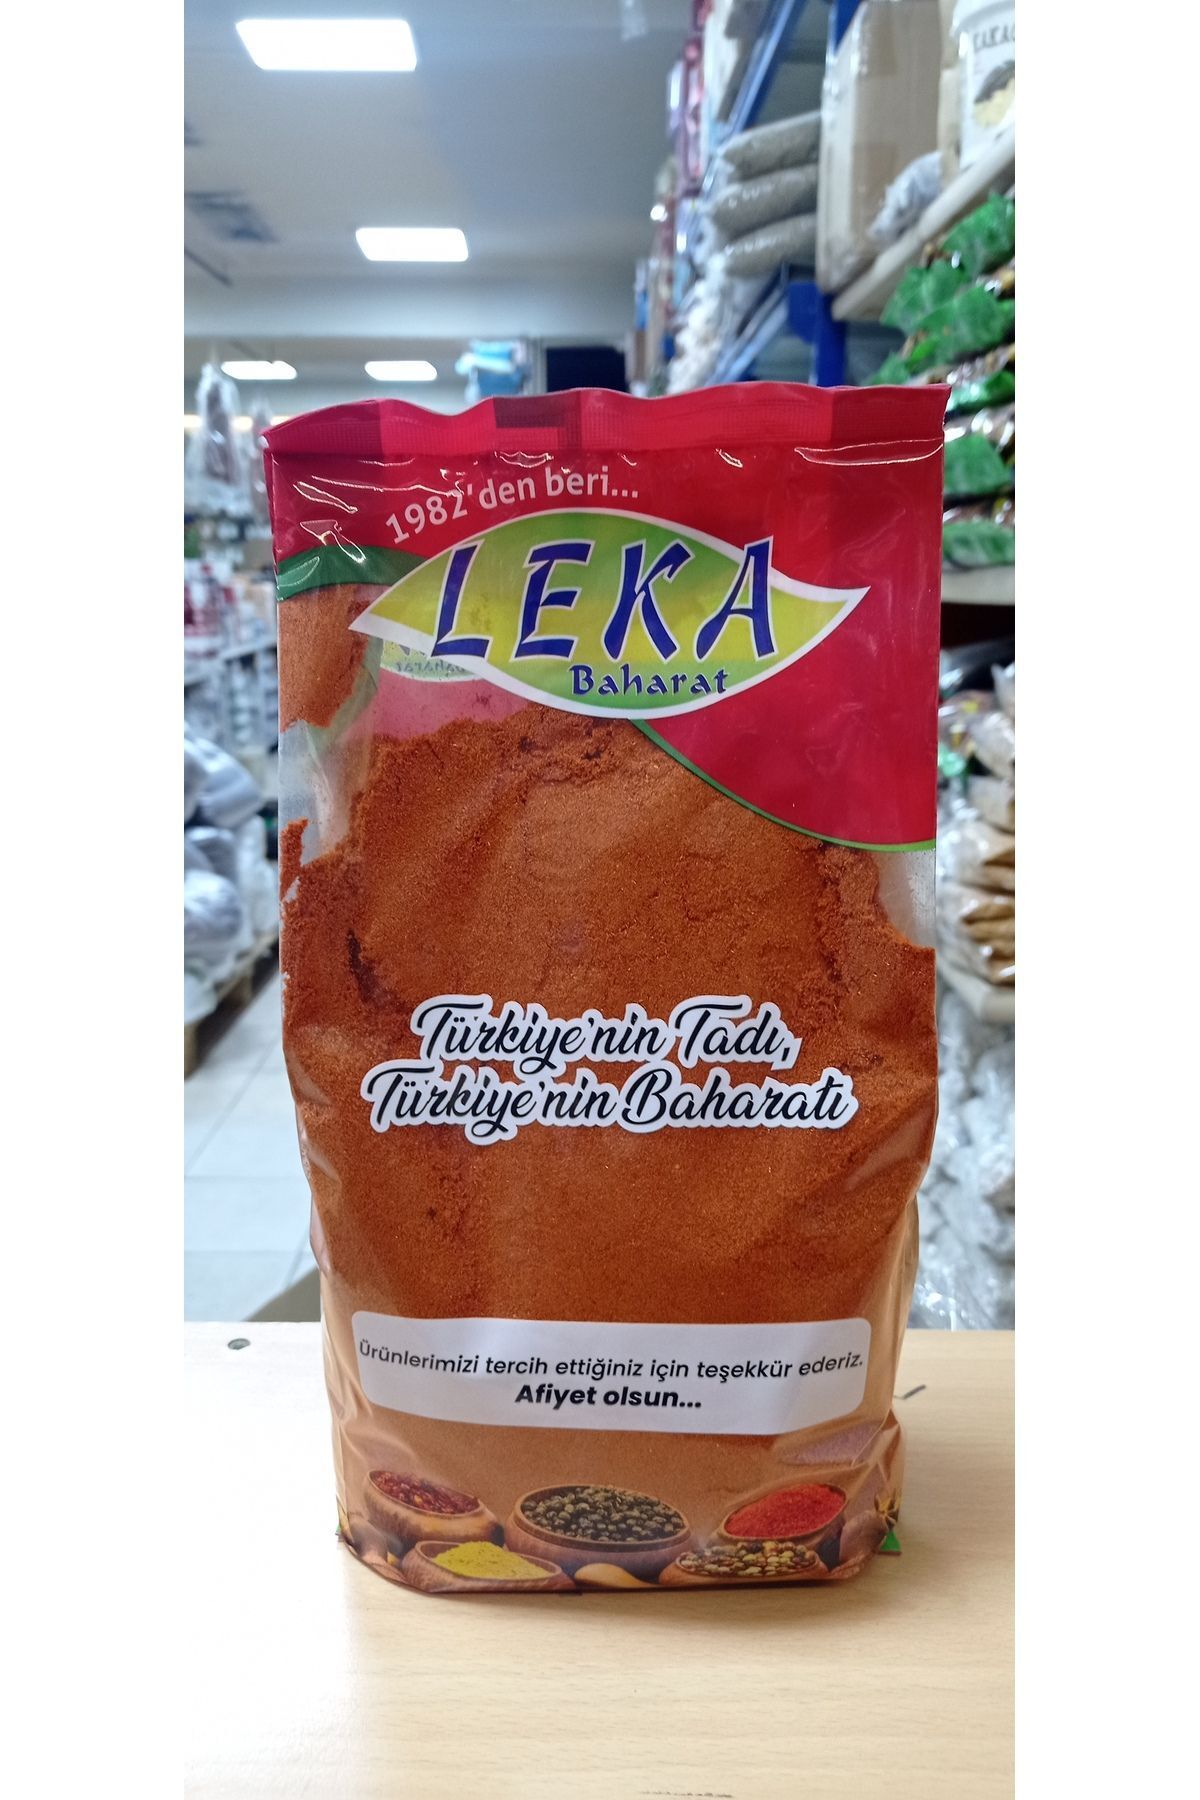 1982'den beri...
LEKA
Baharat
Türkiye'nin Tadı,
Türkiye'nin Baharatı
Ürünlerimizi tercih ettiğiniz için teşekkür ederiz.
Afiyet olsun...